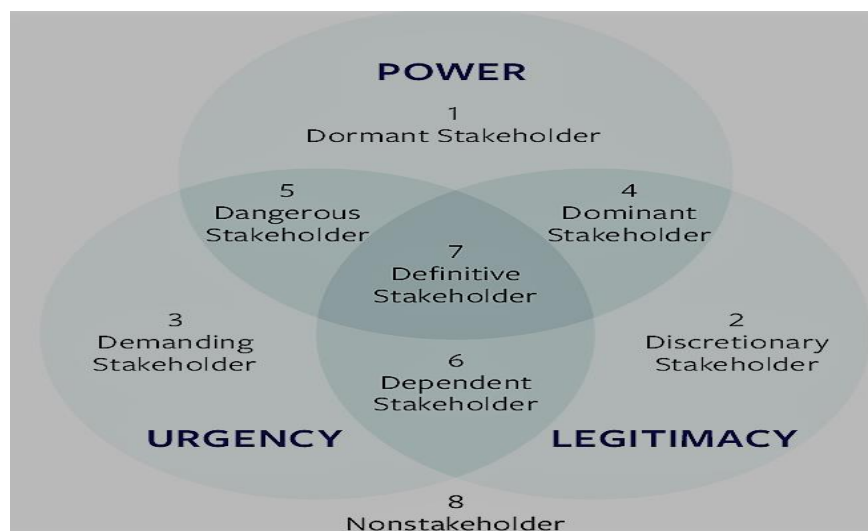 POWER
1
Dormant Stakeholder
5
Dangerous
Stakeholder
4
Dominant
Stakeholder
7
Definitive
Stakeholder
3
Demanding
Stakeholder
2
Discretionary
Stakeholder
6
Dependent
Stakeholder
URGENCY
LEGITIMACY
8
Nonstakeholder